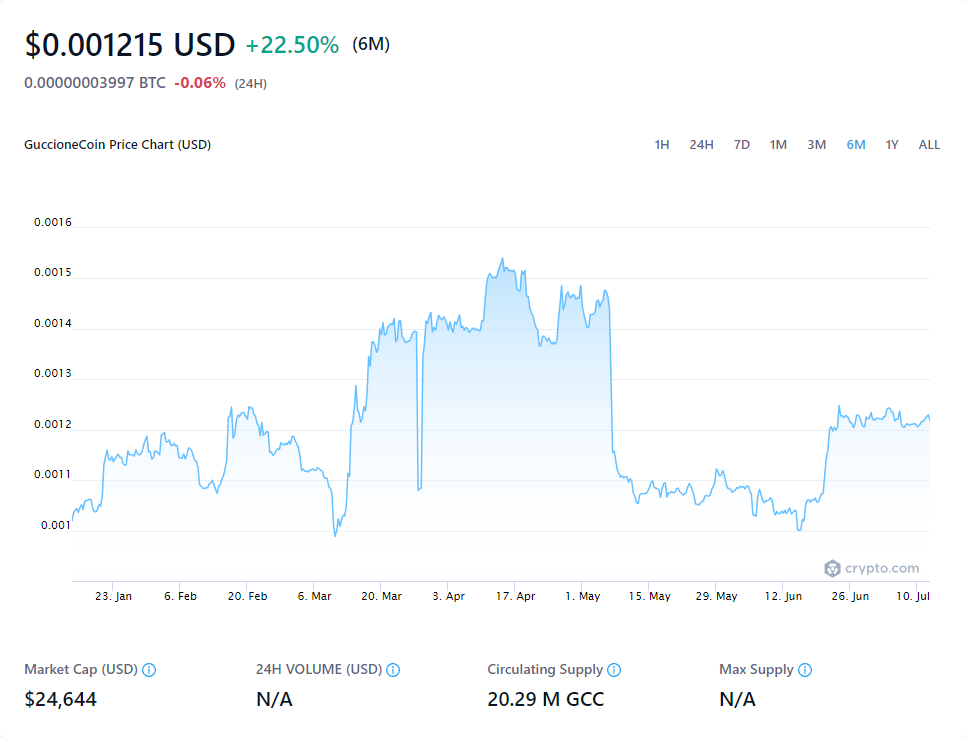 $0.001215 USD +22.50% (6M)
0.00000003997 BTC -0.06% (24H)
GuccioneCoin Price Chart (USD)
1H 24H 7D 1M 3M 6M 1Y ALL
0.0016
0.0015
0.0014
0.0013
0.0012
0.0011
0.001
crypto.com
23. Jan 6. Feb 20. Feb 6. Mar 20. Mar 3. Apr 17. Apr 1. May 15. May 29. May 12. Jun 26. Jun 10. Jul
Market Cap (USD) 24H VOLUME (USD) Circulating Supply Max Supply
$24,644 N/A 20.29 M GCC N/A